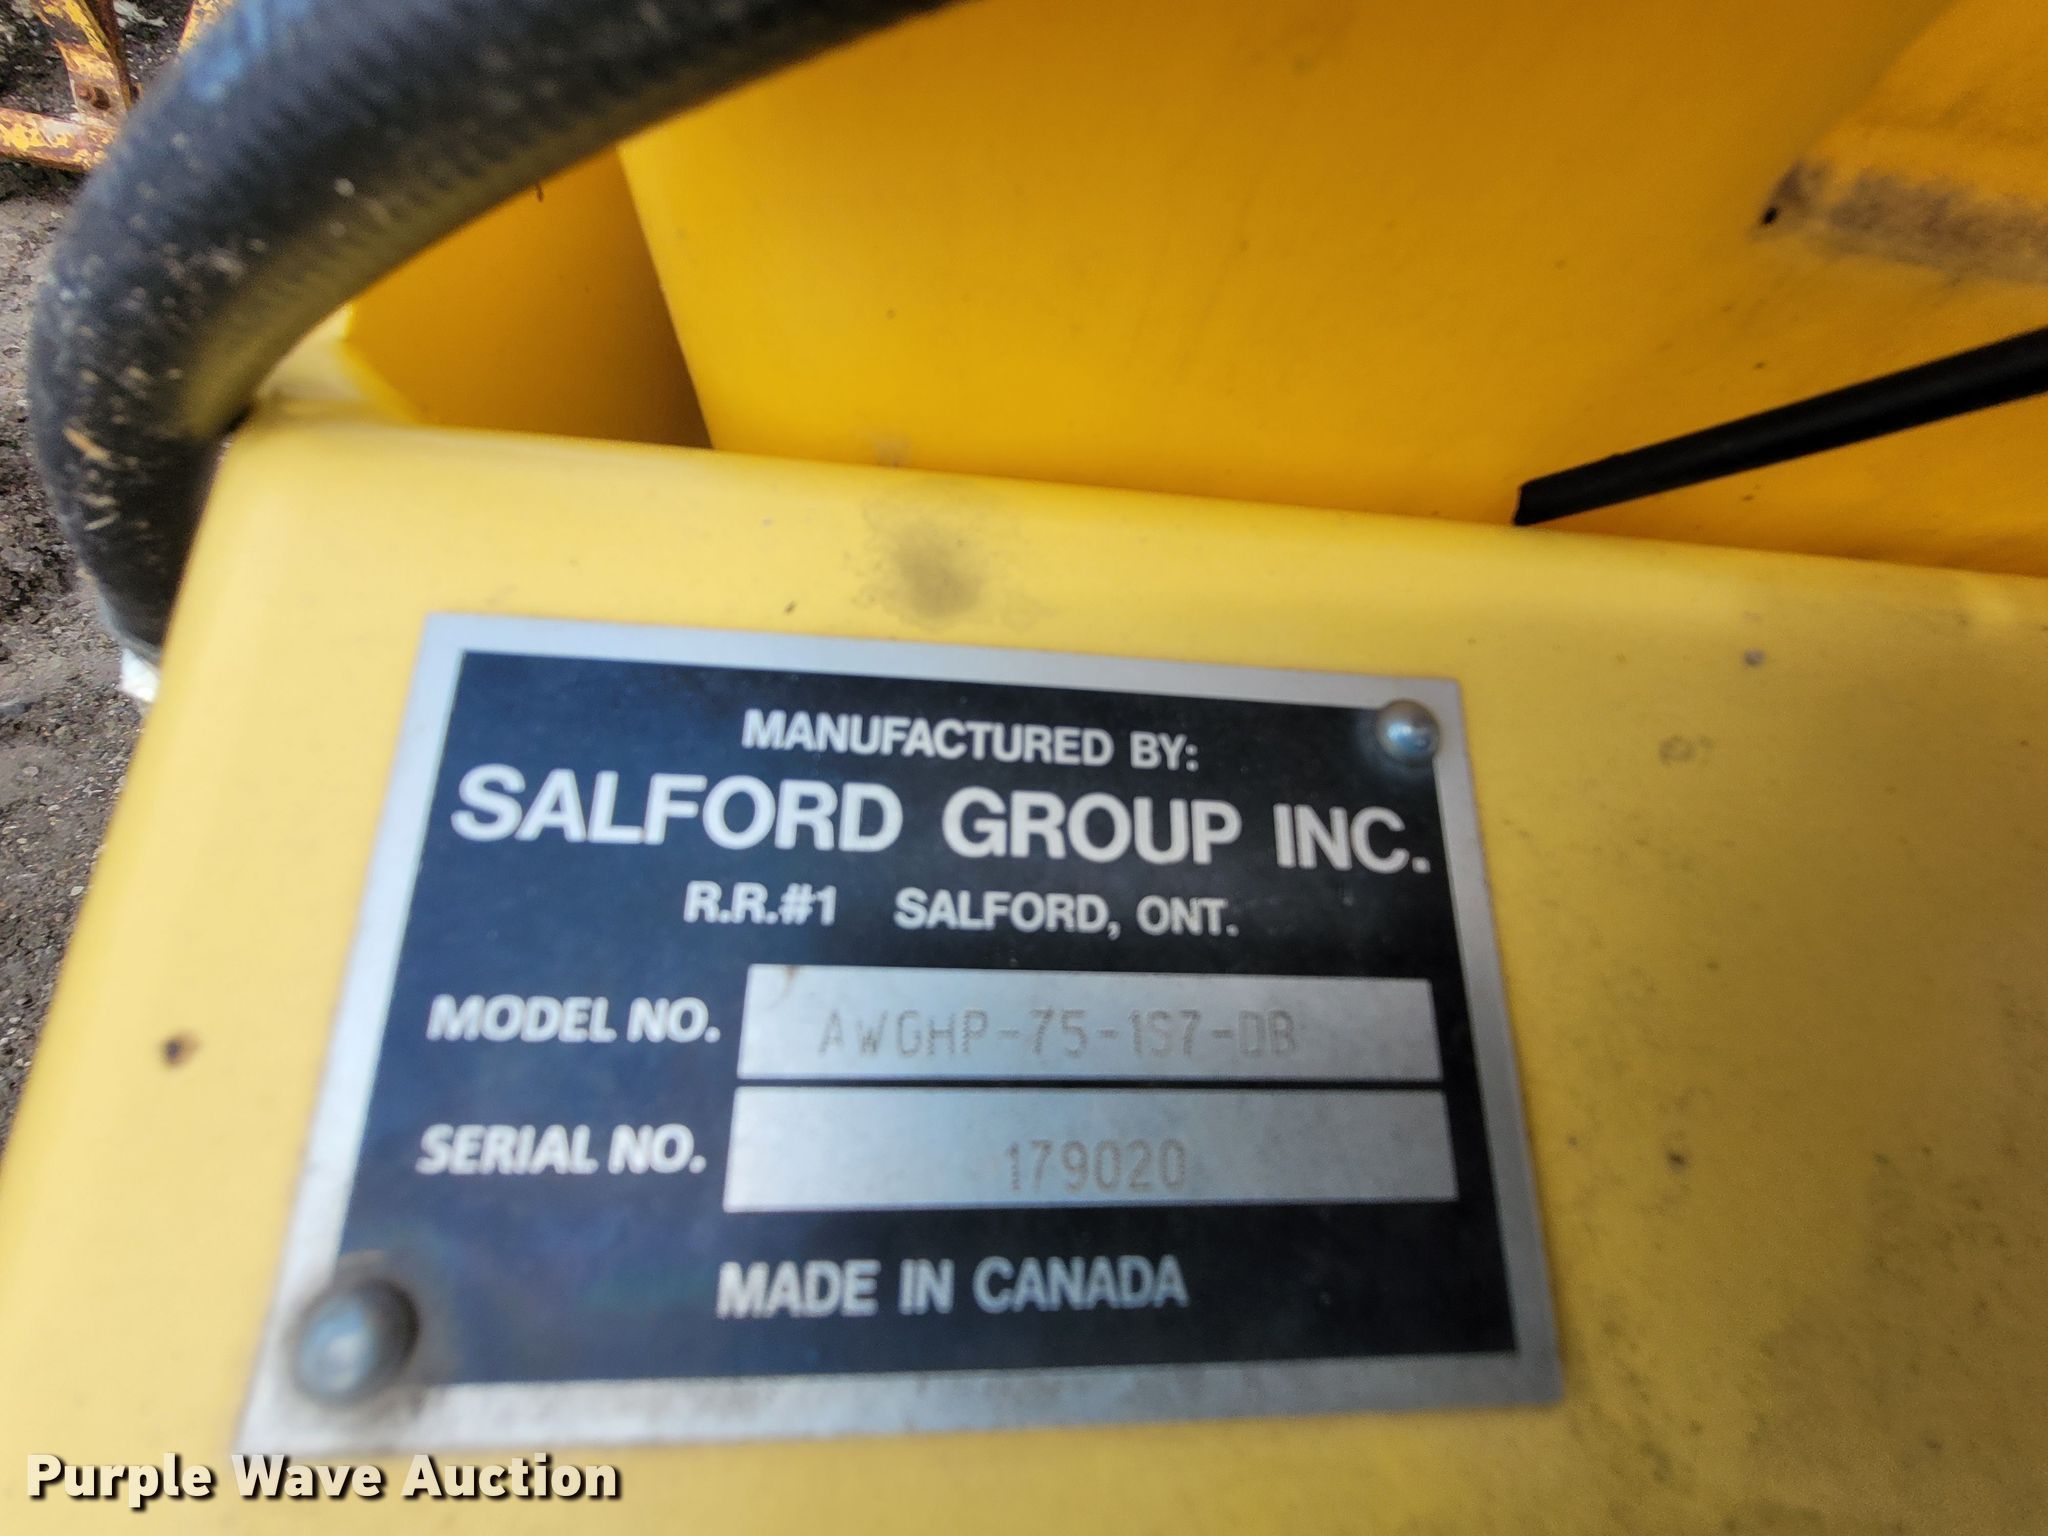 MANUFACTURED BY:
SALFORD GROUP INC.
R.R.#1 SALFORD, ONT.
MODEL NO. AWGHP-75-1S7-DB
SERIAL NO. 179020
MADE IN CANADA
Purple Wave Auction